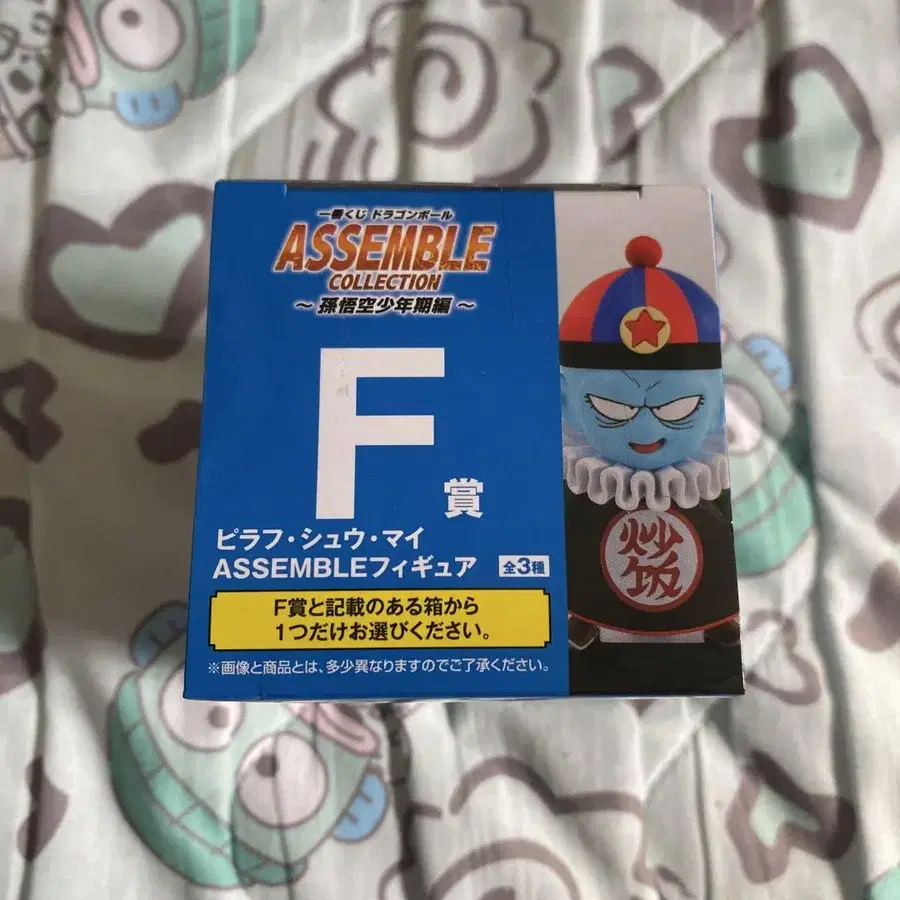 一番くじ ドラゴンボール
ASSEMBLE
COLLECTION
～孫悟空少年期編～
F賞
ピラフ・シュウ・マイ
ASSEMBLEフィギュア 全3種
F賞と記載のある箱から
1つだけお選びください。
※画像と商品とは、多少異なりますのでご了承ください。
炒飯